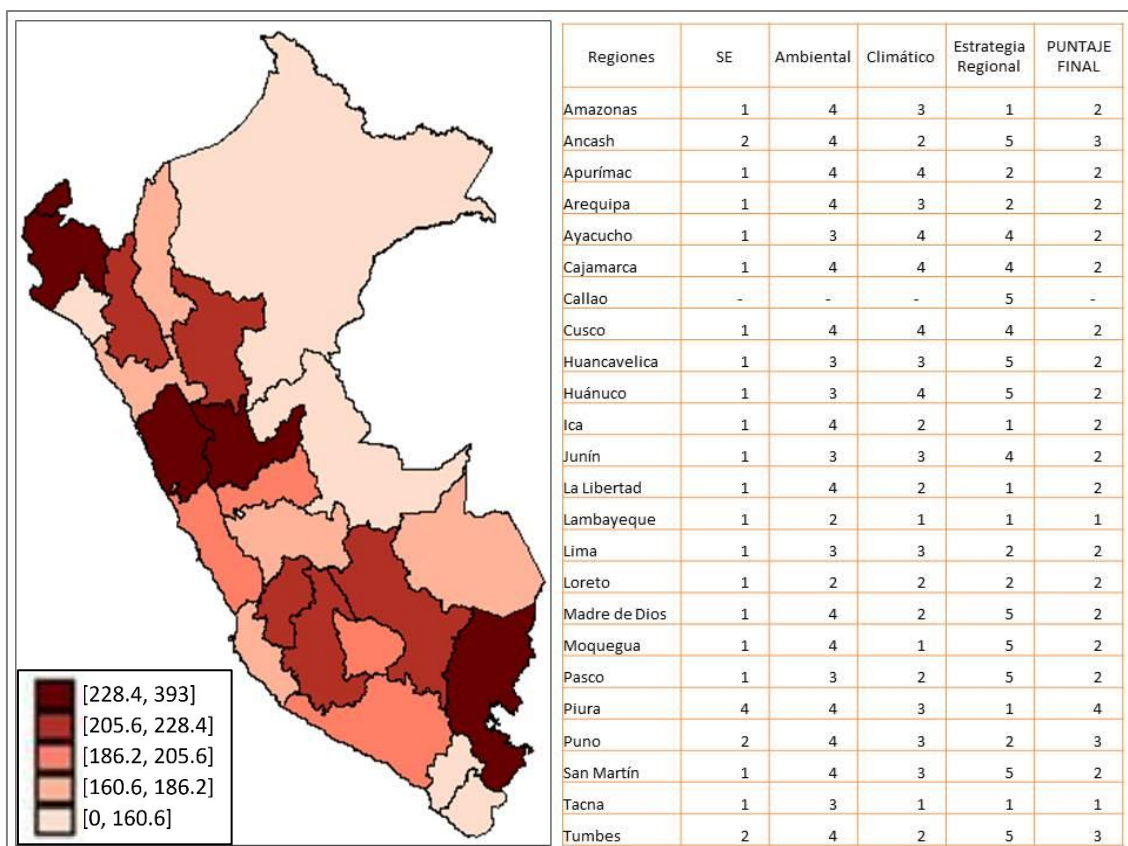 [228.4, 393]
[205.6, 228.4]
[186.2, 205.6]
[160.6, 186.2]
[0, 160.6]
Regiones SE Ambiental Climático Estrategia Regional PUNTAJE FINAL
Amazonas 1 4 3 1 2
Ancash 2 4 2 5 3
Apurímac 1 4 4 2 2
Arequipa 1 4 3 2 2
Ayacucho 1 3 4 4 2
Cajamarca 1 4 4 4 2
Callao - - - 5 -
Cusco 1 4 4 4 2
Huancavelica 1 3 3 5 2
Huánuco 1 3 4 5 2
Ica 1 4 2 1 2
Junín 1 3 3 4 2
La Libertad 1 4 2 1 2
Lambayeque 1 2 1 1 1
Lima 1 3 3 2 2
Loreto 1 2 2 2 2
Madre de Dios 1 4 2 5 2
Moquegua 1 4 1 5 2
Pasco 1 3 2 5 2
Piura 4 4 3 1 4
Puno 2 4 3 2 3
San Martín 1 4 3 5 2
Tacna 1 3 1 1 1
Tumbes 2 4 2 5 3